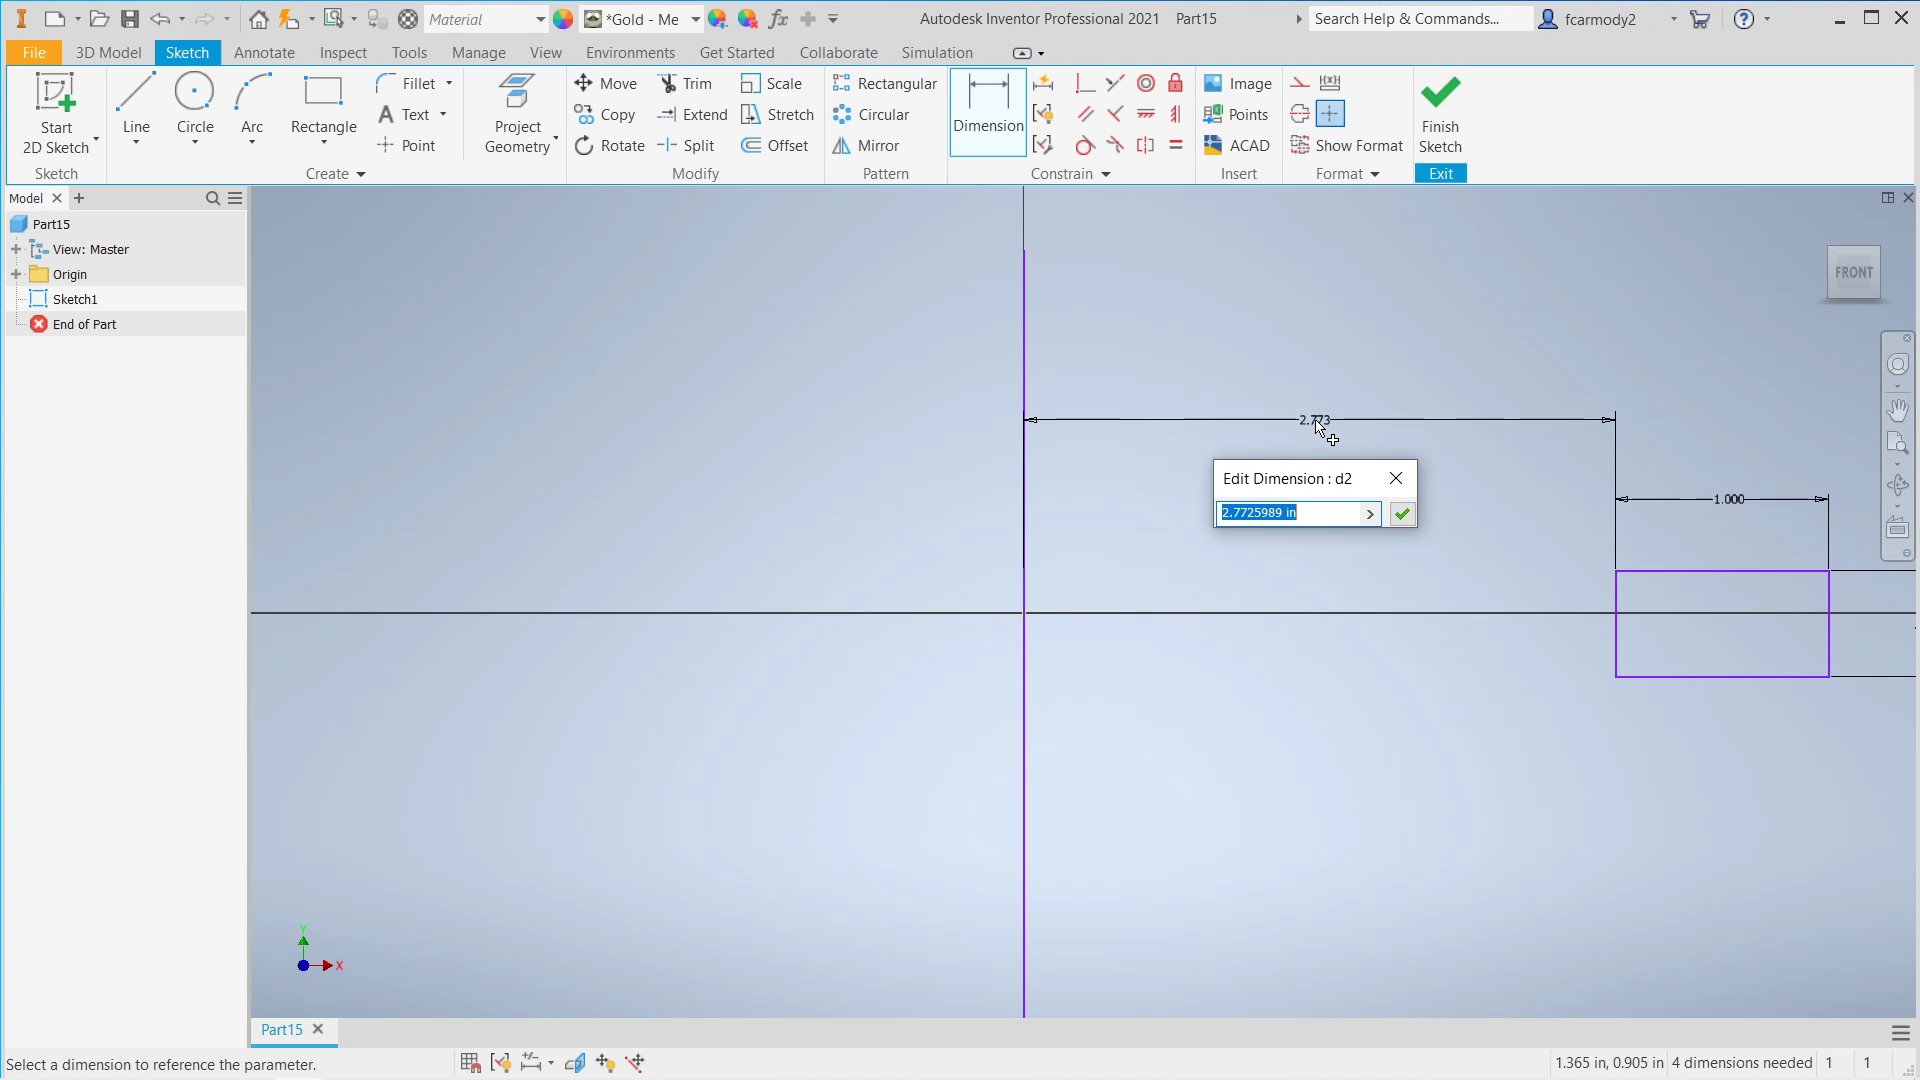 Material
*Gold - Me
Autodesk Inventor Professional 2021 Part15
Search Help & Commands...
fcarmody2
File 3D Model Sketch Annotate Inspect Tools Manage View Environments Get Started Collaborate Simulation
Start
2D Sketch
Line
Circle
Arc
Rectangle
Fillet
Text
Point
Project
Geometry
Move
Copy
Rotate
Trim
Extend
Split
Scale
Stretch
Offset
Rectangular
Circular
Mirror
Dimension
Image
Points
ACAD
Show Format
Finish
Sketch
Sketch Create Modify Pattern Constrain Insert Format Exit
Model
Part15
View: Master
Origin
Sketch1
End of Part
FRONT
2.773
Edit Dimension : d2
2.7725989 in
1.000
Y
X
Part15
Select a dimension to reference the parameter.
1.365 in, 0.905 in 4 dimensions needed 1 1